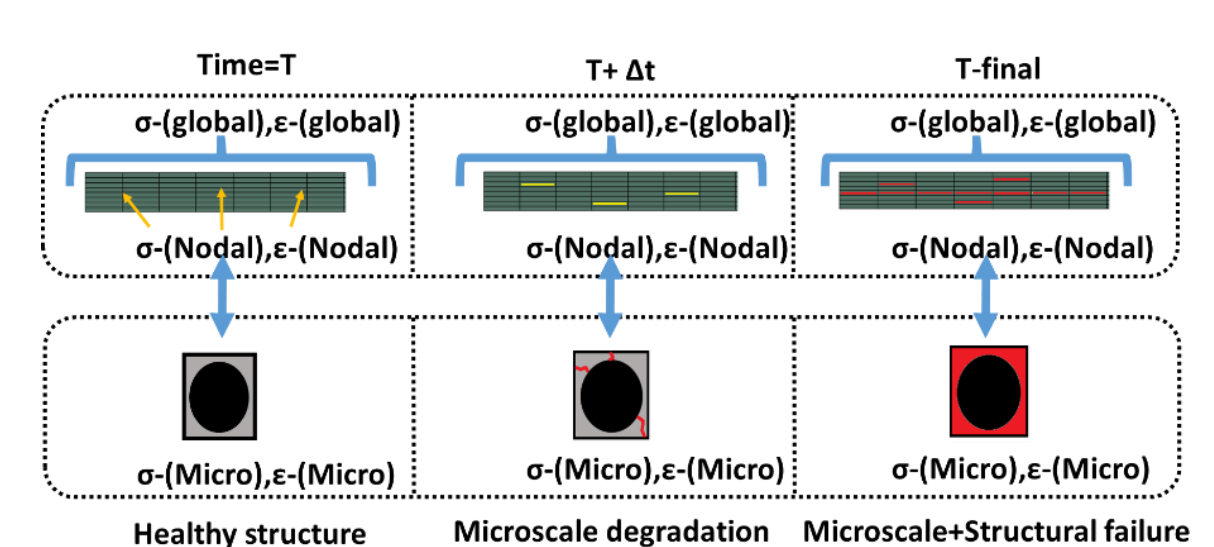 Time=T
T+ Δt
T-final
σ-(global),ε-(global)
σ-(global),ε-(global)
σ-(global),ε-(global)
σ-(Nodal),ε-(Nodal)
σ-(Nodal),ε-(Nodal)
σ-(Nodal),ε-(Nodal)
σ-(Micro),ε-(Micro)
σ-(Micro),ε-(Micro)
σ-(Micro),ε-(Micro)
Healthy structure
Microscale degradation
Microscale+Structural failure